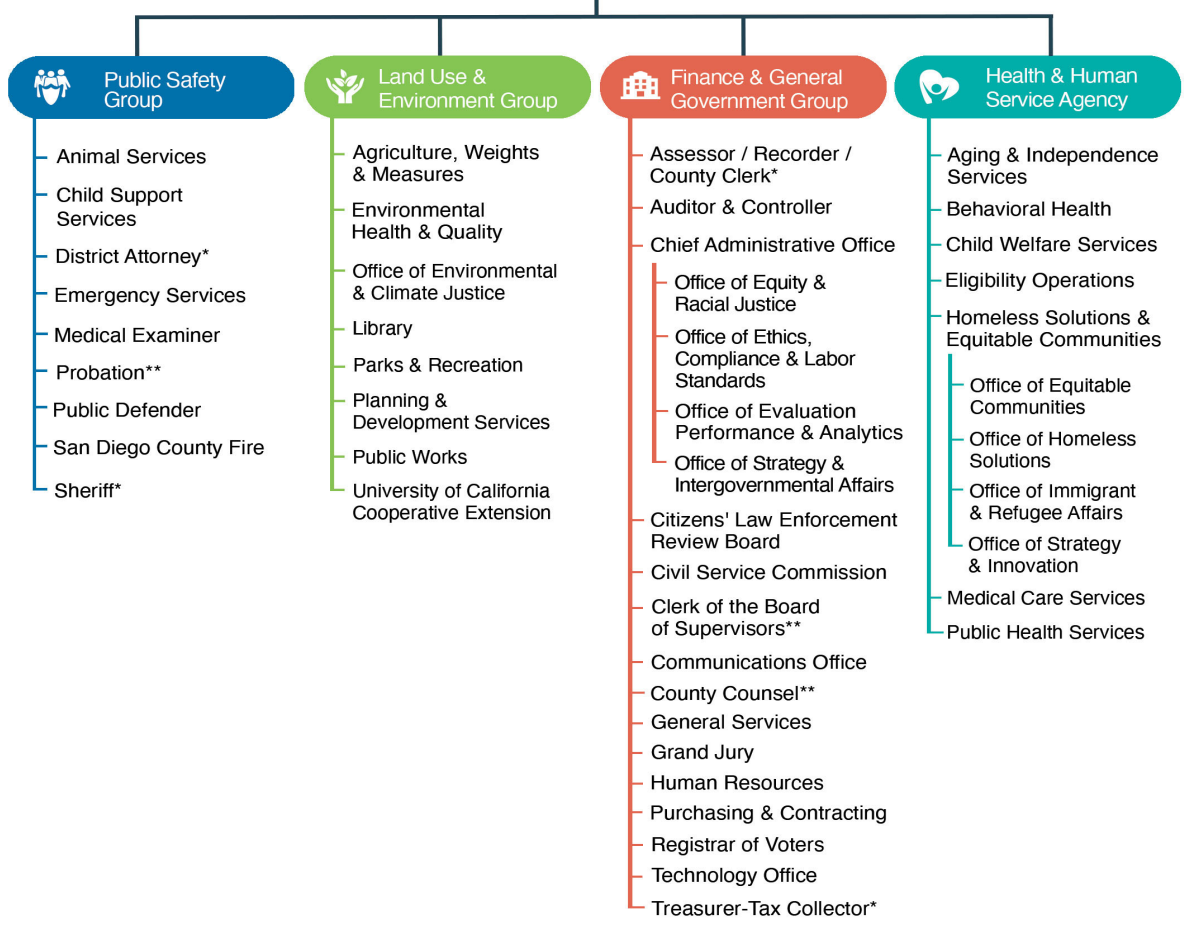 Public Safety
Group
Animal Services
Child Support
Services
District Attorney*
Emergency Services
Medical Examiner
Probation**
Public Defender
San Diego County Fire
Sheriff*
Land Use &
Environment Group
Agriculture, Weights
& Measures
Environmental
Health & Quality
Office of Environmental
& Climate Justice
Library
Parks & Recreation
Planning &
Development Services
Public Works
University of California
Cooperative Extension
Finance & General
Government Group
Assessor / Recorder /
County Clerk*
Auditor & Controller
Chief Administrative Office
Office of Equity &
Racial Justice
Office of Ethics,
Compliance & Labor
Standards
Office of Evaluation
Performance & Analytics
Office of Strategy &
Intergovernmental Affairs
Citizens' Law Enforcement
Review Board
Civil Service Commission
Clerk of the Board
of Supervisors**
Communications Office
County Counsel**
General Services
Grand Jury
Human Resources
Purchasing & Contracting
Registrar of Voters
Technology Office
Treasurer-Tax Collector*
Health & Human
Service Agency
Aging & Independence
Services
Behavioral Health
Child Welfare Services
Eligibility Operations
Homeless Solutions &
Equitable Communities
Office of Equitable
Communities
Office of Homeless
Solutions
Office of Immigrant
& Refugee Affairs
Office of Strategy
& Innovation
Medical Care Services
Public Health Services